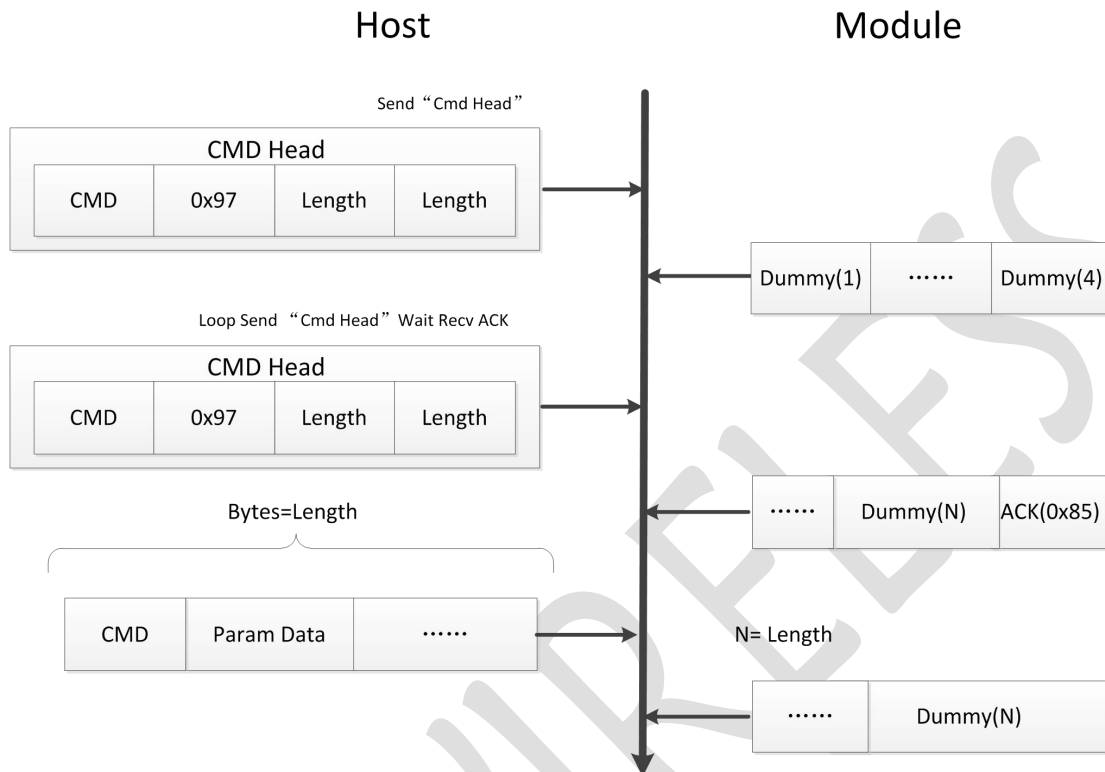 Host
Module
Send “Cmd Head”
CMD Head
CMD 0x97 Length Length
Dummy(1) ...... Dummy(4)
Loop Send “Cmd Head” Wait Recv ACK
CMD Head
CMD 0x97 Length Length
...... Dummy(N) ACK(0x85)
Bytes=Length
CMD Param Data ......
N= Length
...... Dummy(N)